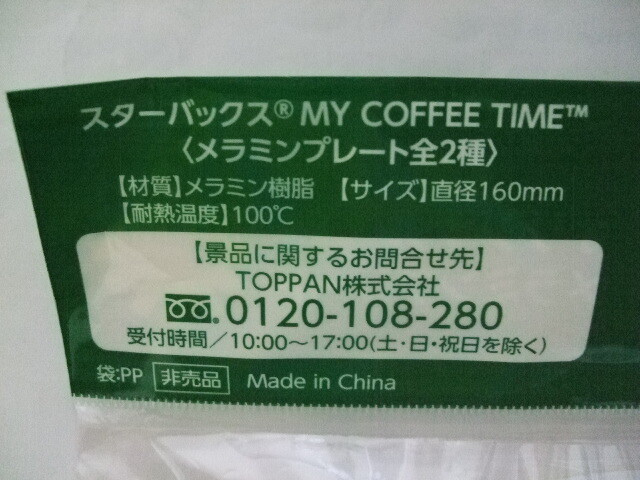 スターバックス® MY COFFEE TIME™
〈メラミンプレート全2種〉
【材質】メラミン樹脂 【サイズ】直径160mm
【耐熱温度】100℃
【景品に関するお問合せ先】
TOPPAN株式会社
0120-108-280
受付時間／10:00～17:00(土・日・祝日を除く)
袋:PP 非売品 Made in China